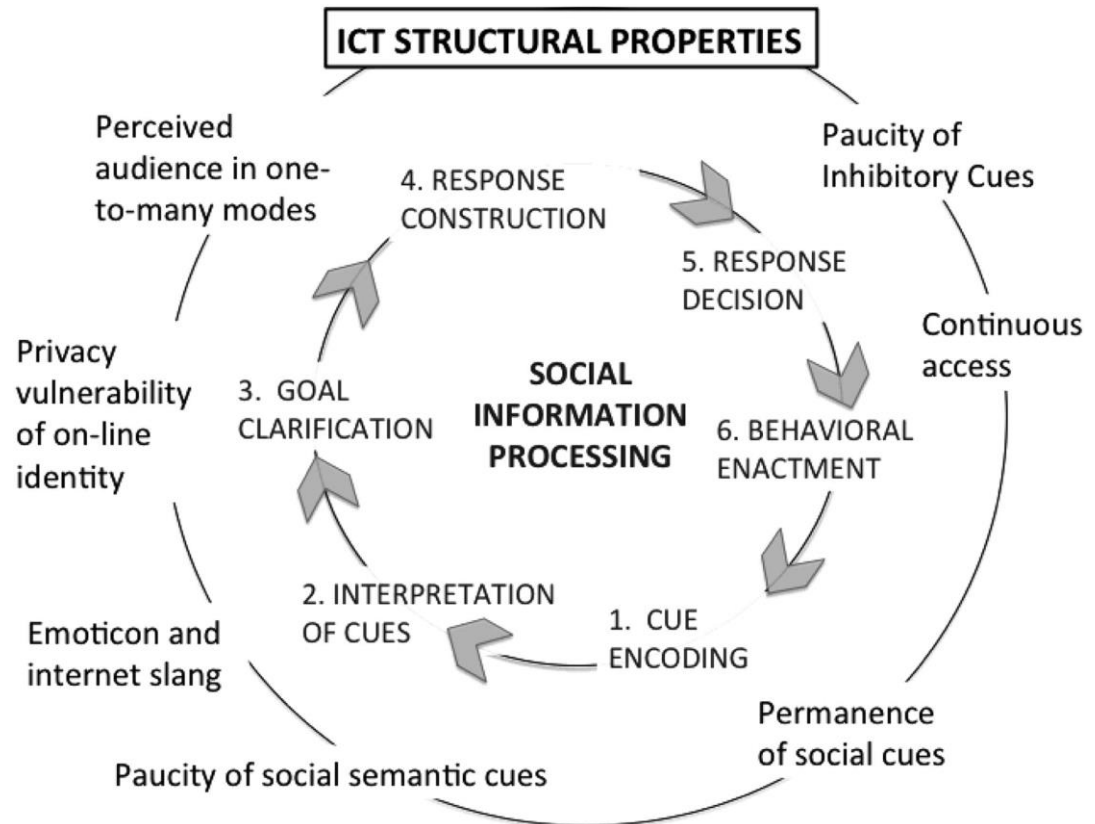 ICT STRUCTURAL PROPERTIES
Perceived
audience in one-
to-many modes
Paucity of
Inhibitory Cues
4. RESPONSE
CONSTRUCTION
5. RESPONSE
DECISION
Continuous
access
Privacy
vulnerability
of on-line
identity
3. GOAL
CLARIFICATION
SOCIAL
INFORMATION
PROCESSING
6. BEHAVIORAL
ENACTMENT
2. INTERPRETATION
OF CUES
1. CUE
ENCODING
Emoticon and
internet slang
Permanence
of social cues
Paucity of social semantic cues